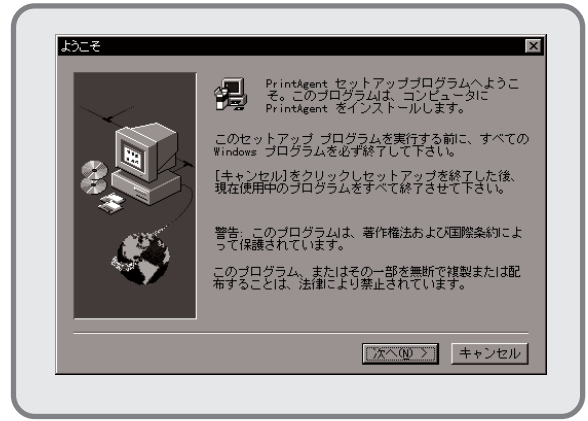 ようこそ
PrintAgent セットアッププログラムへようこ
そ。このプログラムは、コンピュータに
PrintAgent をインストールします。
このセットアップ プログラムを実行する前に、すべての
Windows プログラムを必ず終了して下さい。
[キャンセル]をクリックしセットアップを終了した後、
現在使用中のプログラムをすべて終了させて下さい。
警告: このプログラムは、著作権法および国際条約によ
って保護されています。
このプログラム、またはその一部を無断で複製または配
布することは、法律により禁止されています。
次へ(N) >
キャンセル